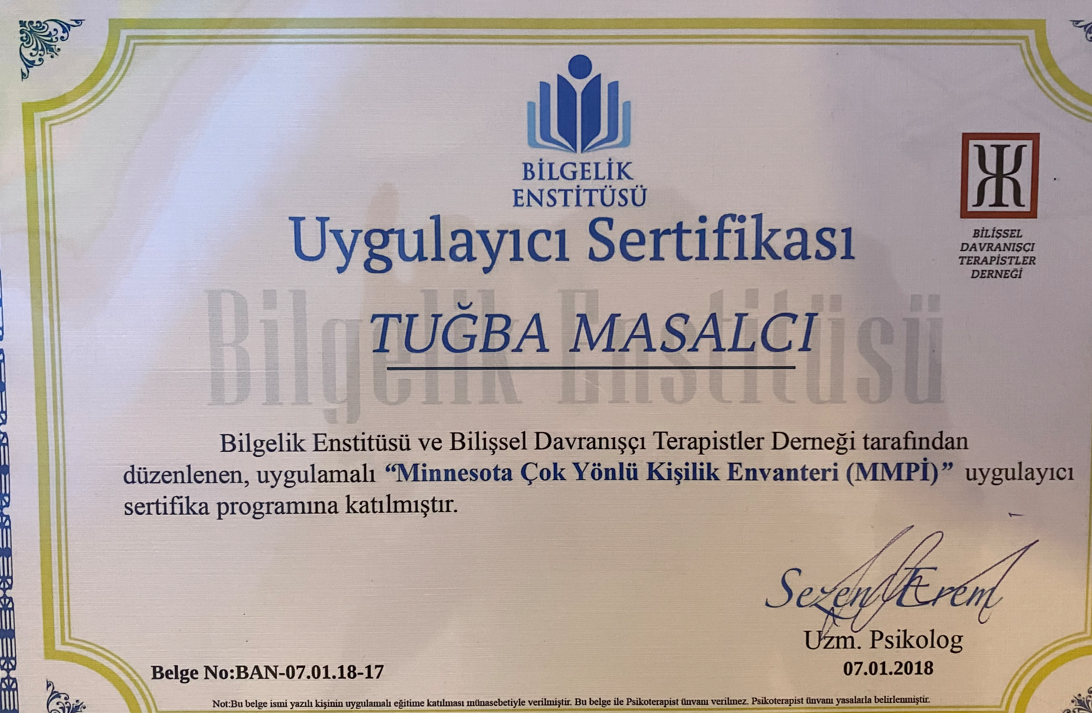 BİLGELİK
ENSTİTÜSÜ
Uygulayıcı Sertifikası
BİLİŞSEL
DAVRANIŞÇI
TERAPİSTLER
DERNEĞİ
Bilgelik Enstitüsü
TUĞBA MASALCI
Bilgelik Enstitüsü ve Bilişsel Davranışçı Terapistler Derneği tarafından
düzenlenen, uygulamalı “Minnesota Çok Yönlü Kişilik Envanteri (MMPİ)” uygulayıcı
sertifika programına katılmıştır.
Sezen Erem
Uzm. Psikolog
07.01.2018
Belge No:BAN-07.01.18-17
Not:Bu belge ismi yazılı kişinin uygulamalı eğitime katılması münasebetiyle verilmiştir. Bu belge ile Psikoterapist ünvanı verilmez. Psikoterapist ünvanı yasalarla belirlenmiştir.